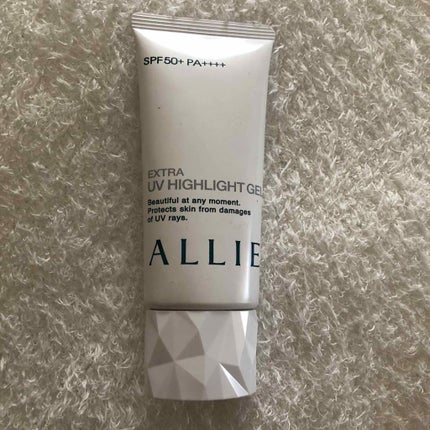 SPF50+ PA++++
EXTRA
UV HIGHLIGHT GEL
Beautiful at any moment.
Protects skin from damages
of UV rays.
ALLIE